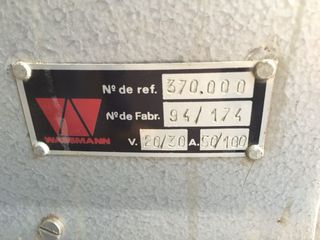 Nº de ref. 370.000
Nº de Fabr. 94/174
WASSMANN
V. 20/30 A. 50/100